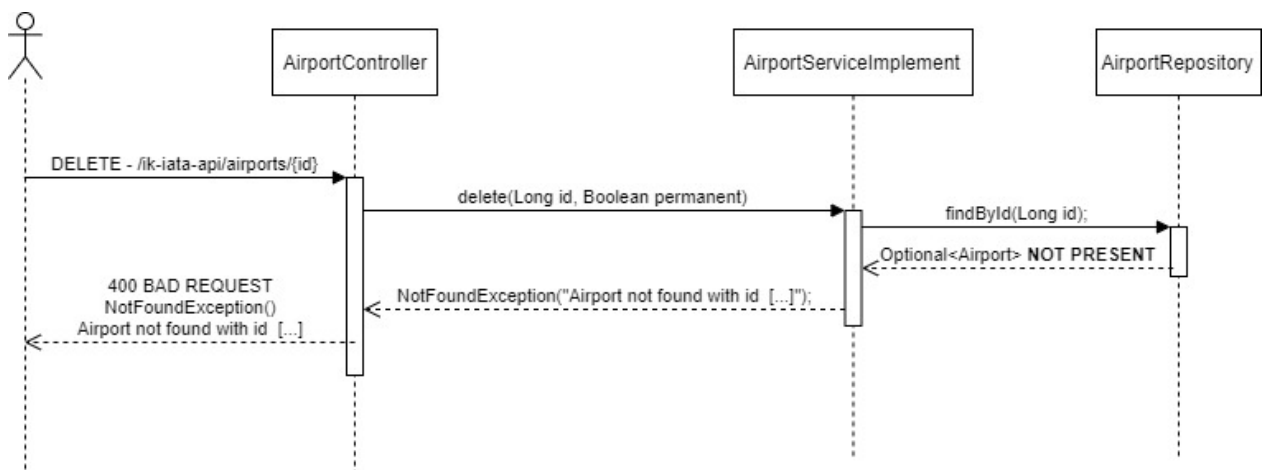 AirportController
AirportServiceImplement
AirportRepository
DELETE - /ik-iata-api/airports/{id}
delete(Long id, Boolean permanent)
findById(Long id);
Optional<Airport> NOT PRESENT
NotFoundException("Airport not found with id  [...]");
400 BAD REQUEST
NotFoundException()
Airport not found with id  [...]